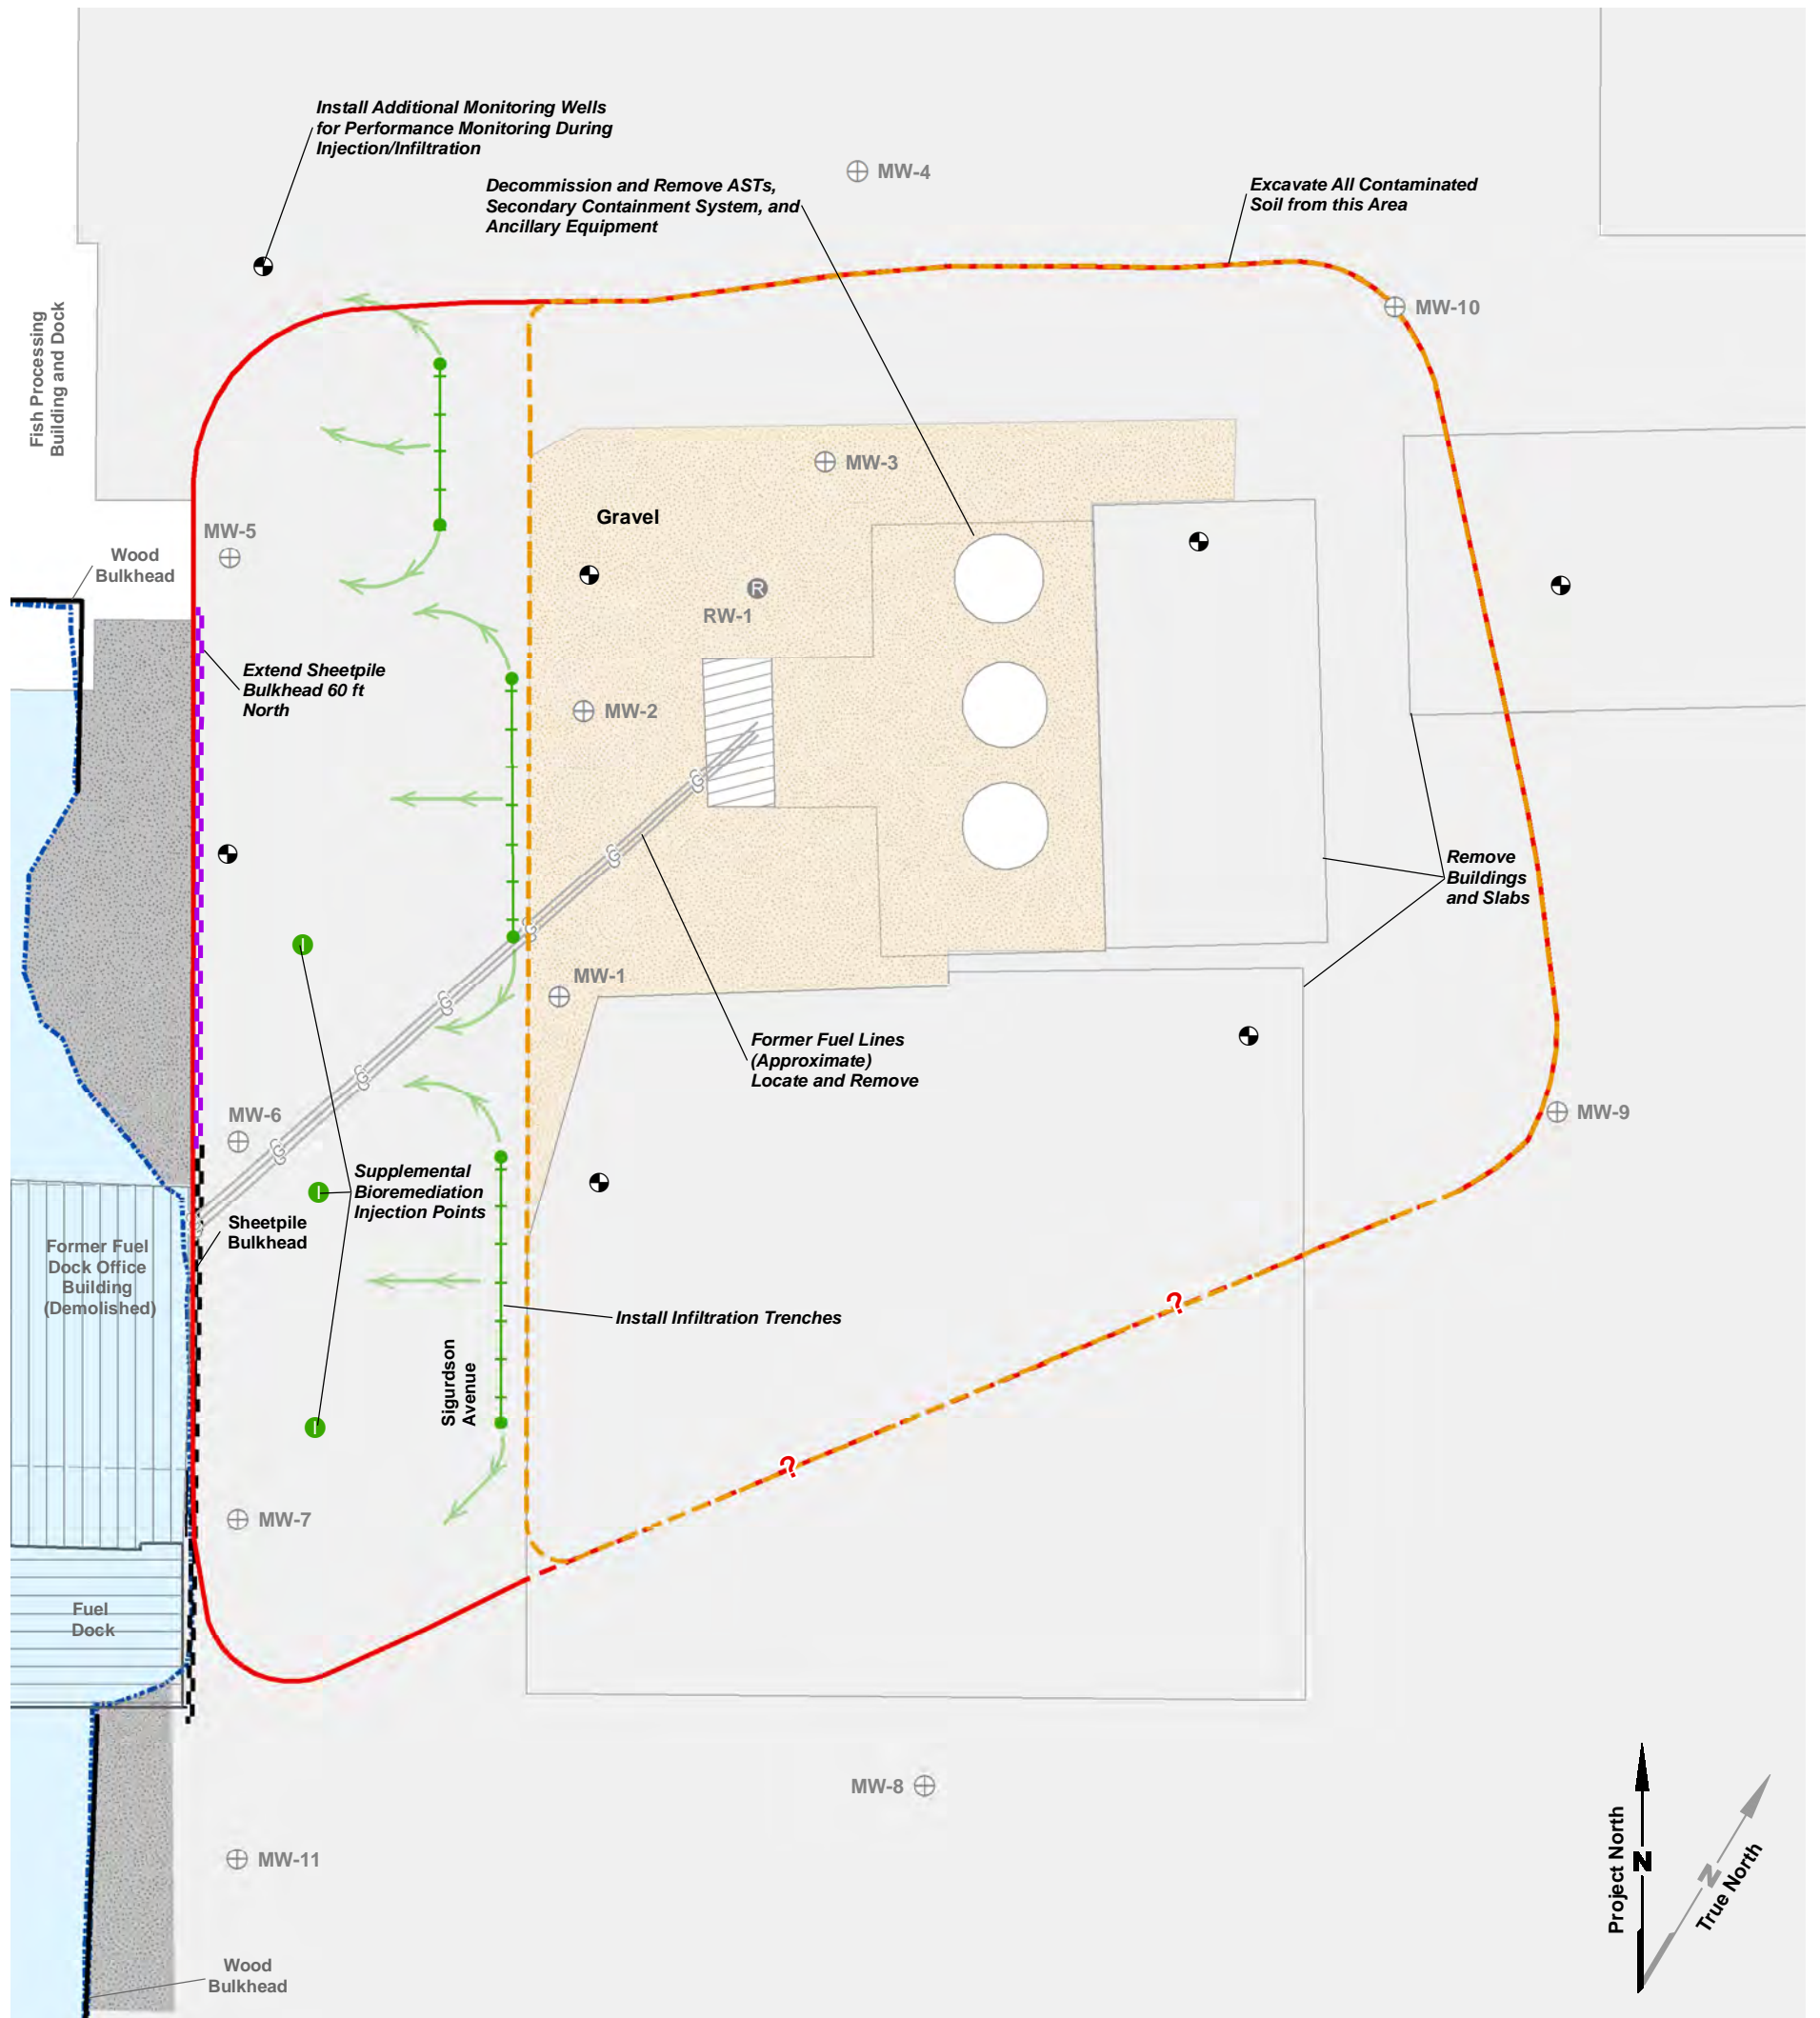 Install Additional Monitoring Wells
for Performance Monitoring During
Injection/Infiltration
MW-4
Decommission and Remove ASTs,
Secondary Containment System, and
Ancillary Equipment
Excavate All Contaminated
Soil from this Area
MW-10
Fish Processing
Building and Dock
MW-3
Gravel
MW-5
Wood
Bulkhead
R
RW-1
Extend Sheetpile
Bulkhead 60 ft
North
MW-2
G
G
G
G
G
G
Remove
Buildings
and Slabs
MW-1
G
G
Former Fuel Lines
(Approximate)
Locate and Remove
G
G
MW-6
G
G
MW-9
Supplemental
Bioremediation
Injection Points
Sheetpile
Bulkhead
Former Fuel
Dock Office
Building
(Demolished)
?
Install Infiltration Trenches
Sigurdson
Avenue
?
MW-7
Fuel
Dock
MW-8
MW-11
Project North
N
N
True North
Wood
Bulkhead